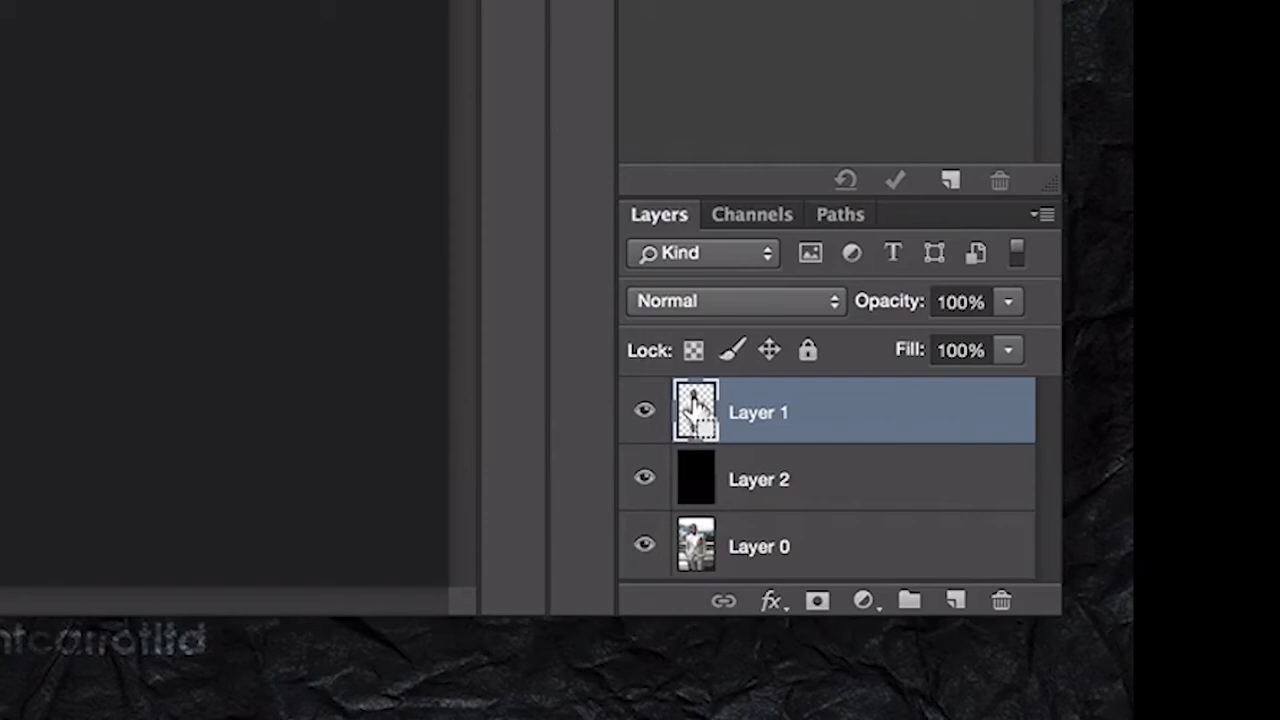 Layers Channels Paths
Kind T
Normal Opacity: 100%
Lock: Fill: 100%
Layer 1
Layer 2
Layer 0
fx